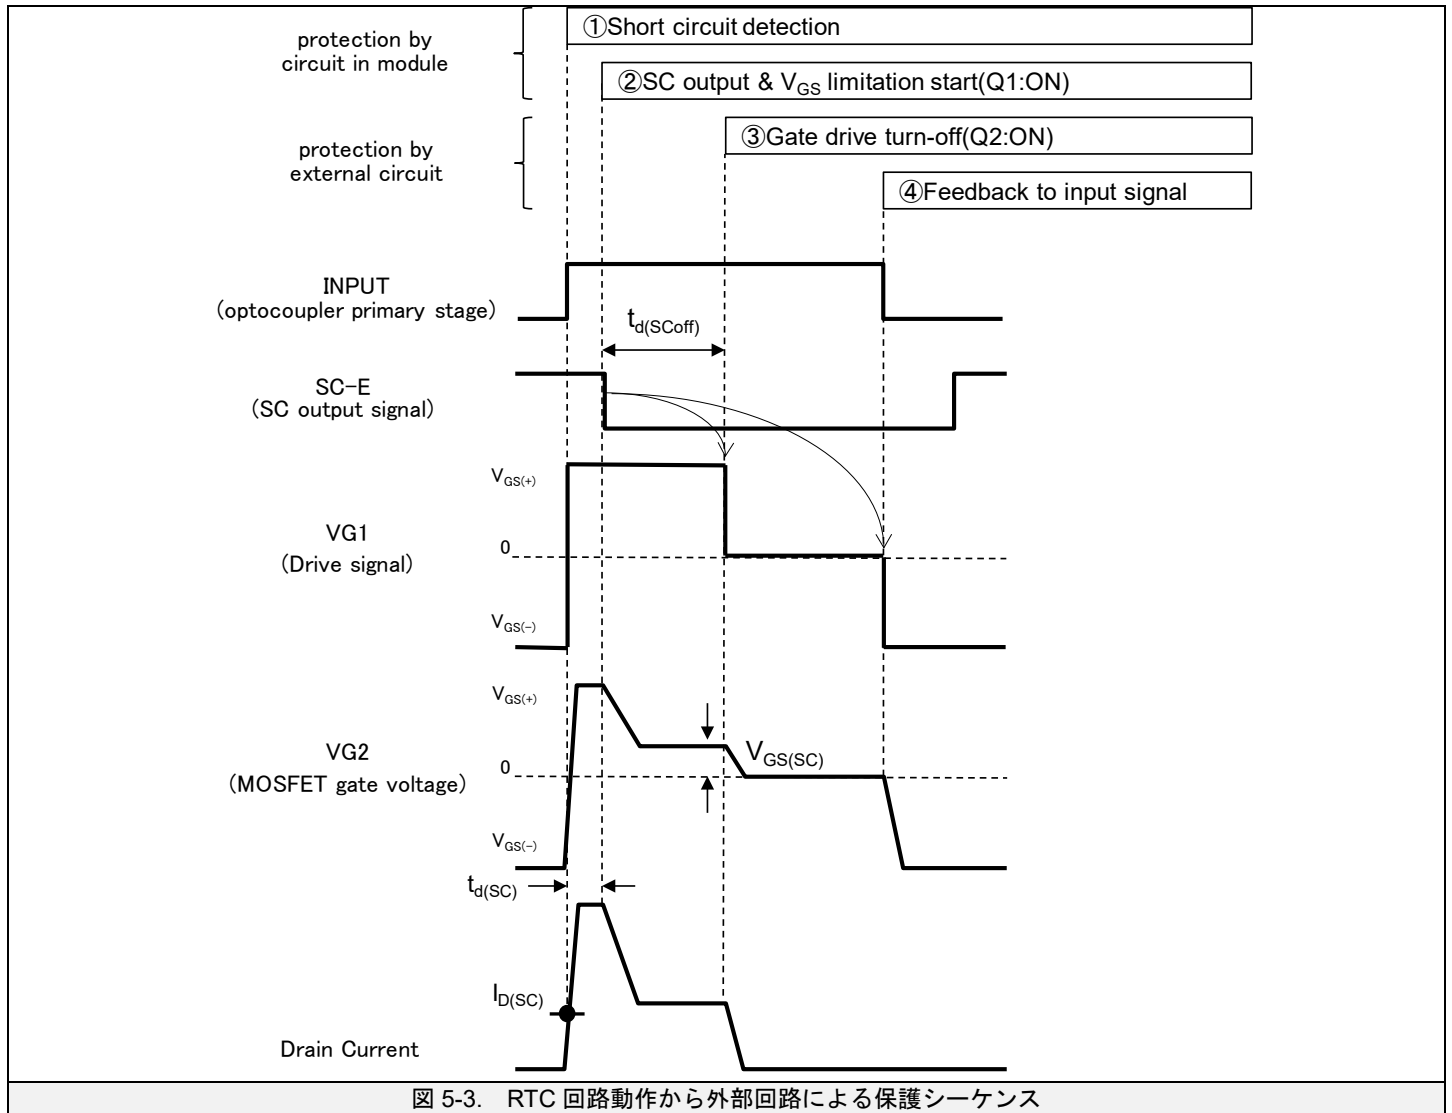 protection by
circuit in module
①Short circuit detection
②SC output & VGS limitation start(Q1:ON)
protection by
external circuit
③Gate drive turn-off(Q2:ON)
④Feedback to input signal
INPUT
(optocoupler primary stage)
td(SCoff)
SC-E
(SC output signal)
VGS(+)
VG1
(Drive signal)
0
VGS(-)
VGS(+)
VG2
(MOSFET gate voltage)
0
VGS(SC)
VGS(-)
td(SC)
ID(SC)
Drain Current
図 5-3. RTC 回路動作から外部回路による保護シーケンス